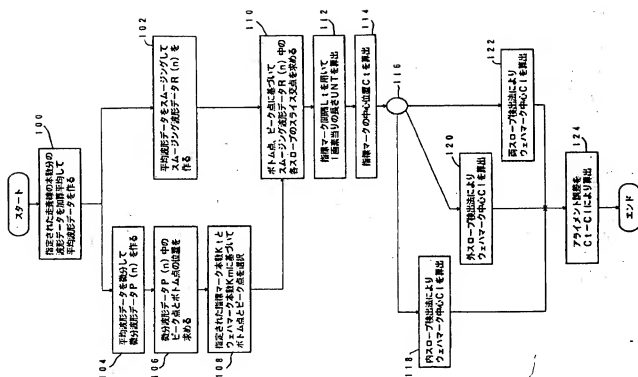 スタート
100
指定された走査線の本数分の
波形データを加算平均して
平均波形データを作る
102
平均波形データをスムージングして
スムージング波形データR(n)を
作る
104
平均波形データを微分して
微分波形データP(n)を作る
106
微分波形データP(n)中の
ピーク点とボトム点の位置を
求める
108
指定された指標マーク本数Ktと
ウェハマーク本数Kmに基づいて
ボトム点とピーク点を選択
110
ボトム点、ピーク点に基づいて
スムージング波形データR(n)中の
各スロープのスライス交点を求める
112
指標マーク間隔Ltを用いて
1画素当りの長さUNTを算出
114
指標マークの中心位置Ctを算出
116
118
内スロープ検出法により
ウェハマーク中心Clを算出
120
外スロープ検出法により
ウェハマーク中心Clを算出
122
両スロープ検出法により
ウェハマーク中心Clを算出
124
アライメント誤差を
Ct-Clにより算出
エンド